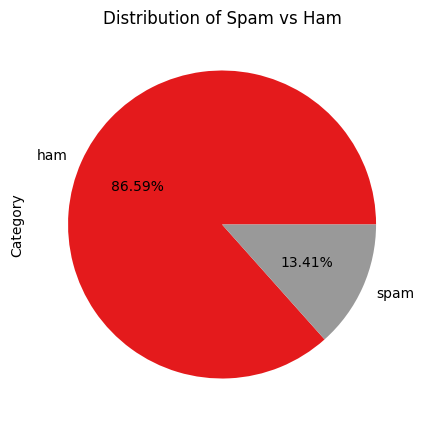 Distribution of Spam vs Ham
ham
86.59%
Category
13.41%
spam